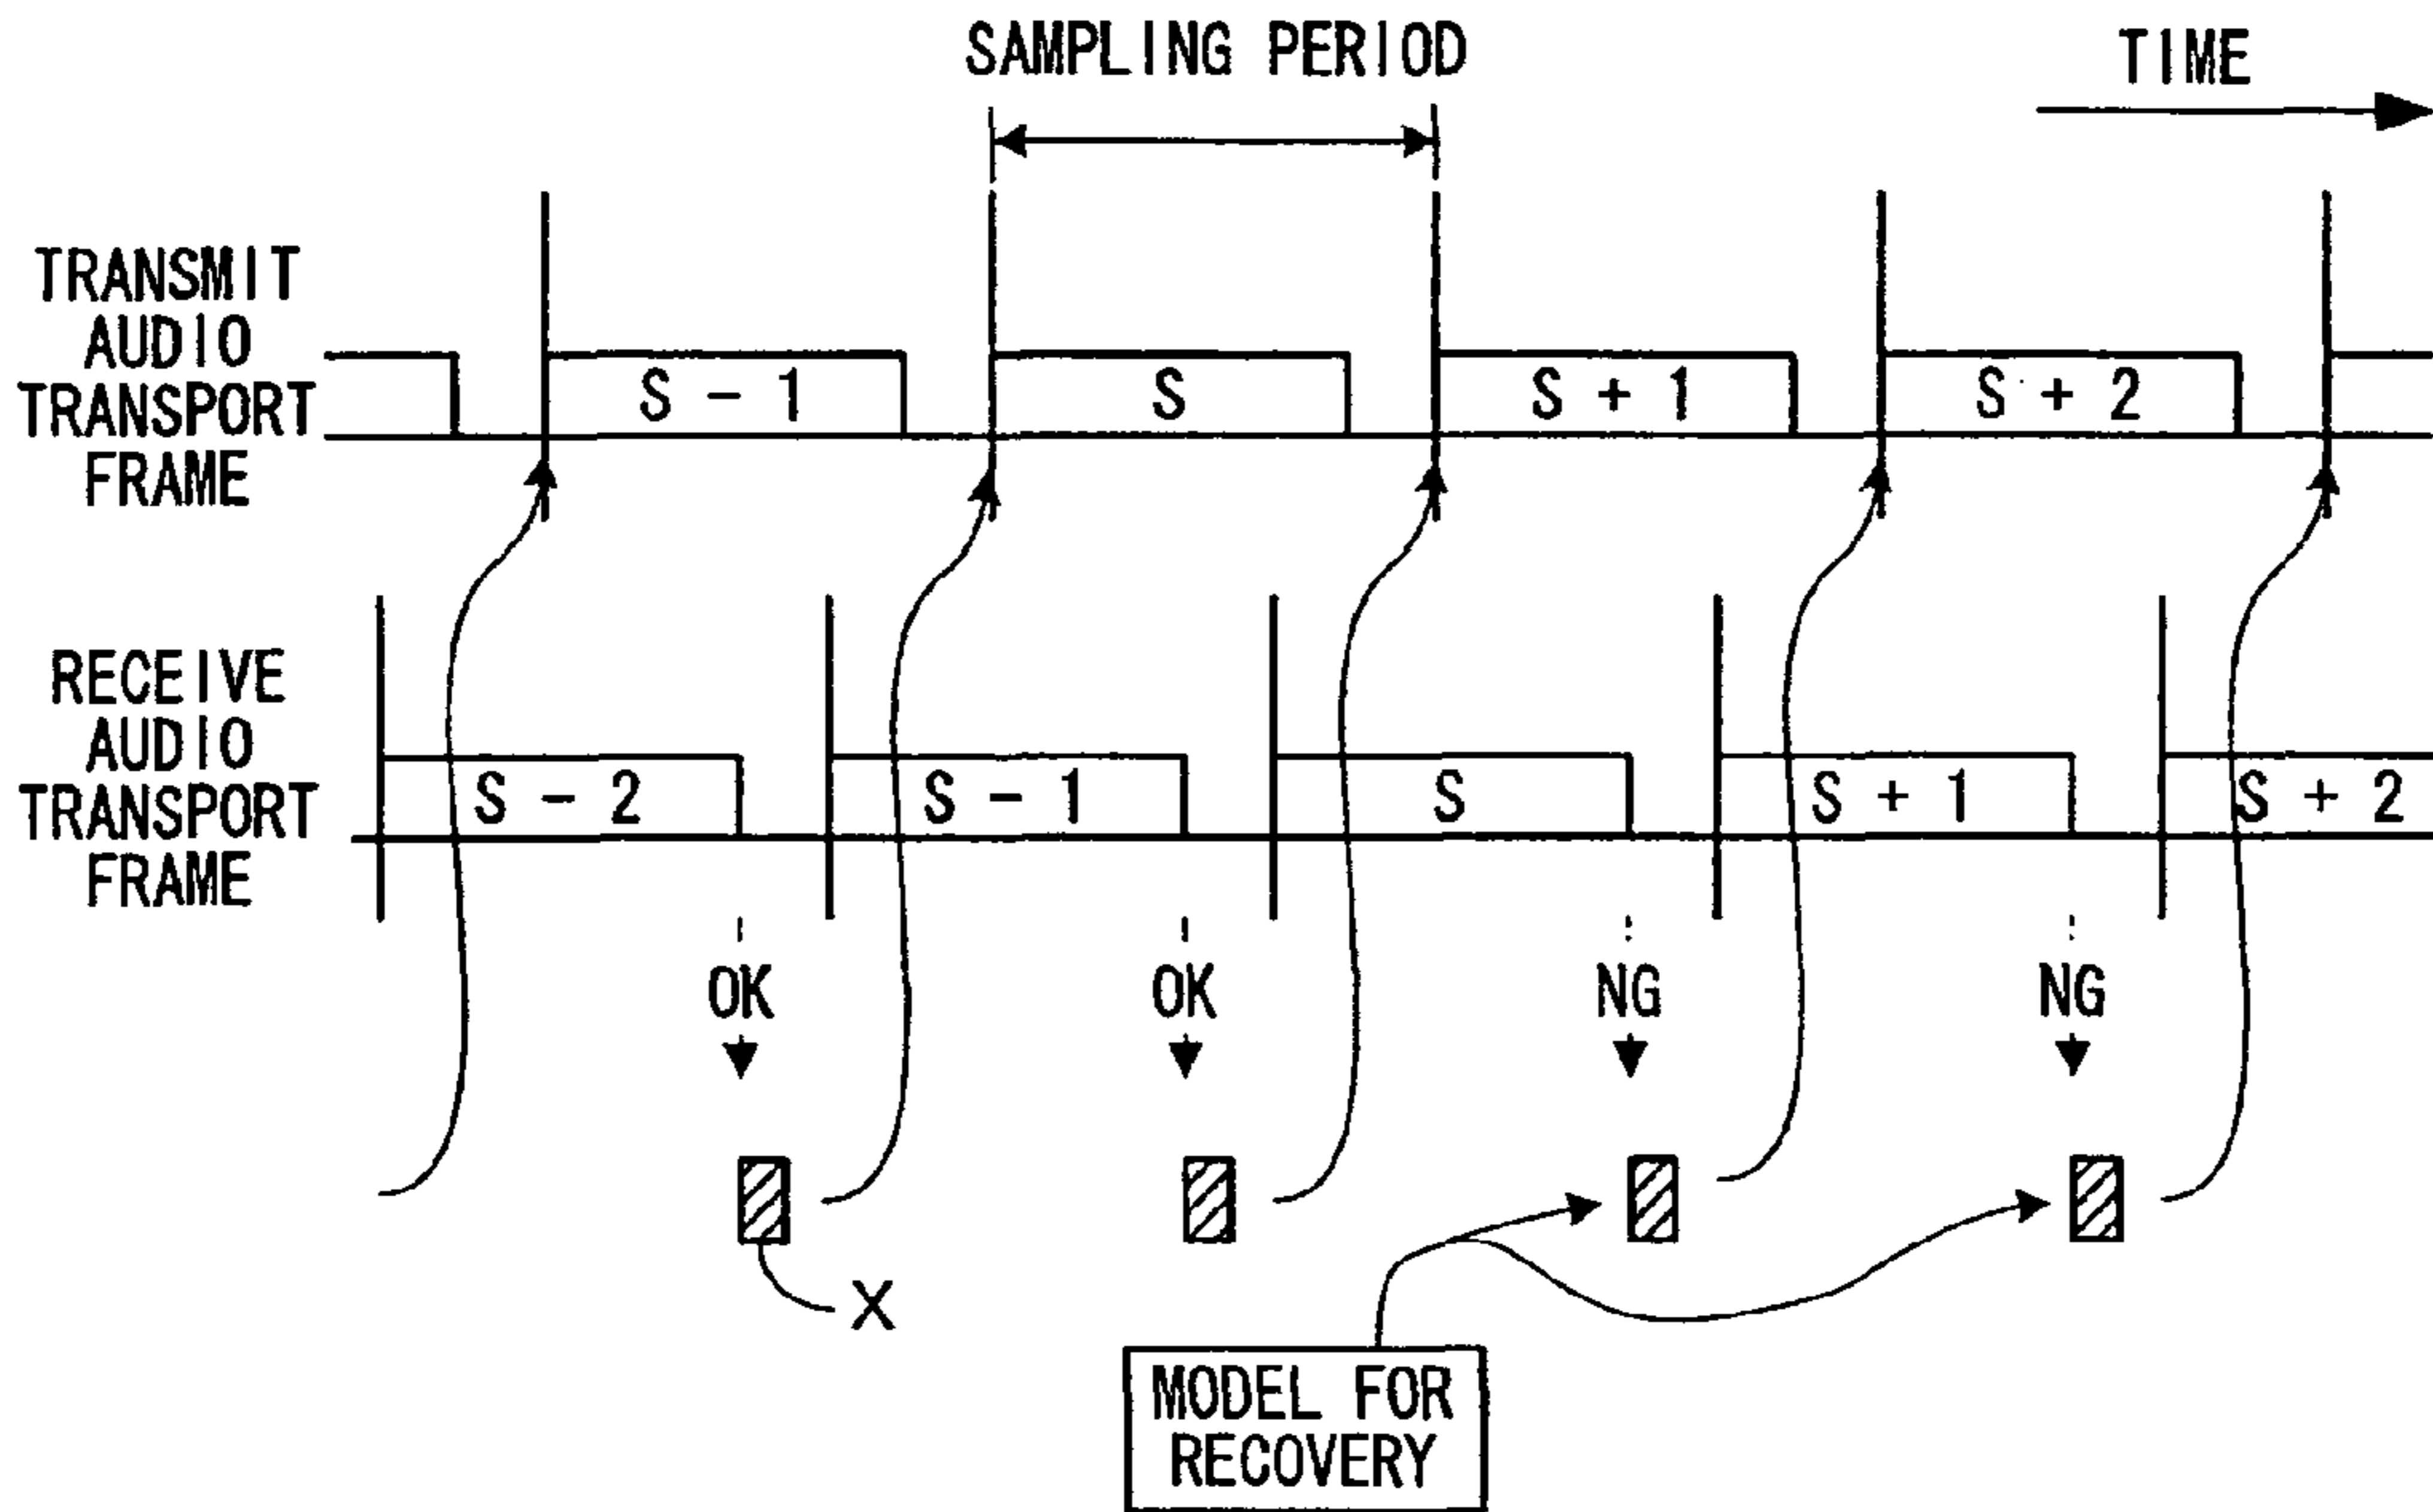 SAMPLING PERIOD
TIME
TRANSMIT
AUDIO
TRANSPORT
FRAME
S - 1
S
S + 1
S + 2
RECEIVE
AUDIO
TRANSPORT
FRAME
S - 2
S - 1
S
S + 1
S + 2
OK
OK
NG
NG
X
MODEL FOR
RECOVERY